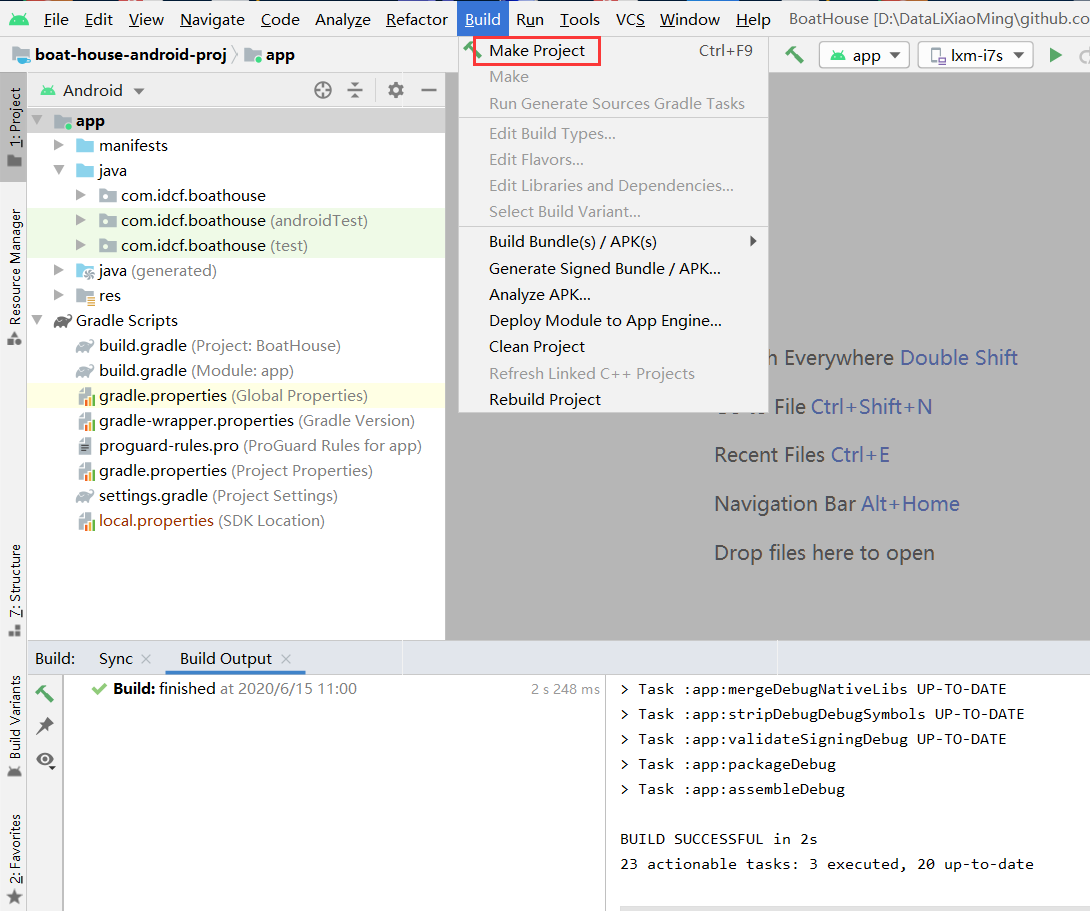 File Edit View Navigate Code Analyze Refactor Build Run Tools VCS Window Help BoatHouse [D:\DataLiXiaoMing\github.co
boat-house-android-proj app
Make Project Ctrl+F9
app lxm-i7s
Make
Run Generate Sources Gradle Tasks
Edit Build Types...
Edit Flavors...
Edit Libraries and Dependencies...
Select Build Variant...
Build Bundle(s) / APK(s)
Generate Signed Bundle / APK...
Analyze APK...
Deploy Module to App Engine...
Clean Project
Refresh Linked C++ Projects
Rebuild Project
1: Project
Resource Manager
7: Structure
Build Variants
2: Favorites
Android
app
manifests
java
com.idcf.boathouse
com.idcf.boathouse (androidTest)
com.idcf.boathouse (test)
java (generated)
res
Gradle Scripts
build.gradle (Project: BoatHouse)
build.gradle (Module: app)
gradle.properties (Global Properties)
gradle-wrapper.properties (Gradle Version)
proguard-rules.pro (ProGuard Rules for app)
gradle.properties (Project Properties)
settings.gradle (Project Settings)
local.properties (SDK Location)
h Everywhere Double Shift
File Ctrl+Shift+N
Recent Files Ctrl+E
Navigation Bar Alt+Home
Drop files here to open
Build: Sync Build Output
Build: finished at 2020/6/15 11:00 2 s 248 ms
> Task :app:mergeDebugNativeLibs UP-TO-DATE
> Task :app:stripDebugDebugSymbols UP-TO-DATE
> Task :app:validateSigningDebug UP-TO-DATE
> Task :app:packageDebug
> Task :app:assembleDebug
BUILD SUCCESSFUL in 2s
23 actionable tasks: 3 executed, 20 up-to-date